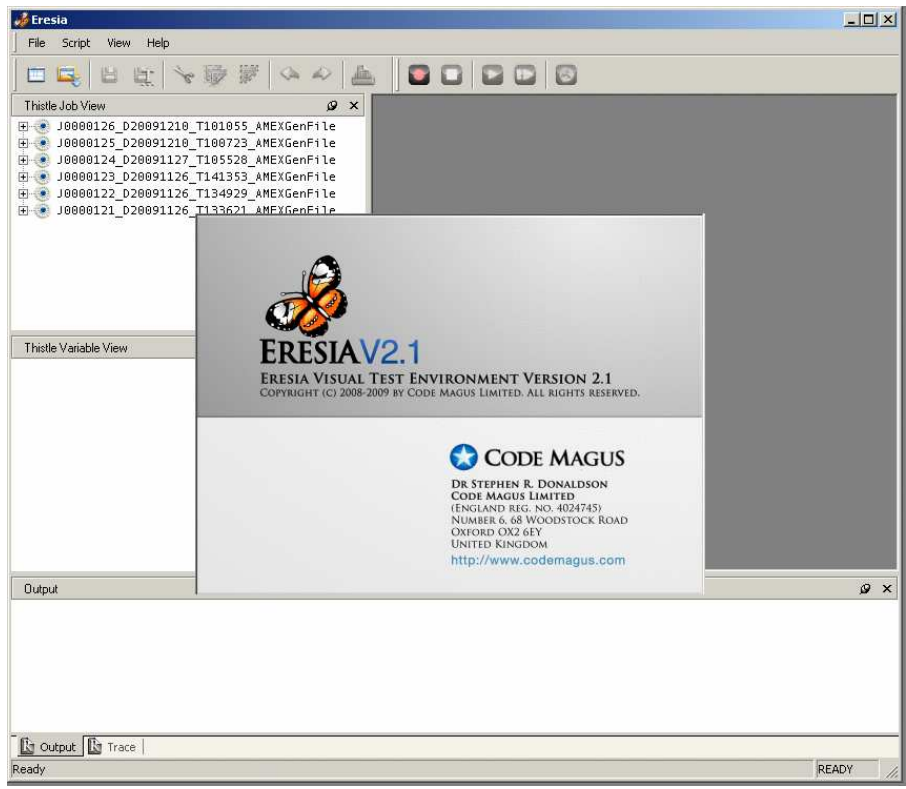 Eresia
File Script View Help
Thistle Job View
J0000126_D20091210_T101055_AMEXGenFile
J0000125_D20091210_T100723_AMEXGenFile
J0000124_D20091127_T105528_AMEXGenFile
J0000123_D20091126_T141353_AMEXGenFile
J0000122_D20091126_T134929_AMEXGenFile
J0000121_D20091126_T133621_AMEXGenFile
Thistle Variable View
ERESIA V2.1
ERESIA VISUAL TEST ENVIRONMENT VERSION 2.1
COPYRIGHT (C) 2008-2009 BY CODE MAGUS LIMITED. ALL RIGHTS RESERVED.
CODE MAGUS
DR STEPHEN R. DONALDSON
CODE MAGUS LIMITED
(ENGLAND REG. NO. 4024745)
NUMBER 6, 68 WOODSTOCK ROAD
OXFORD OX2 6EY
UNITED KINGDOM
http://www.codemagus.com
Output
Output Trace
Ready READY